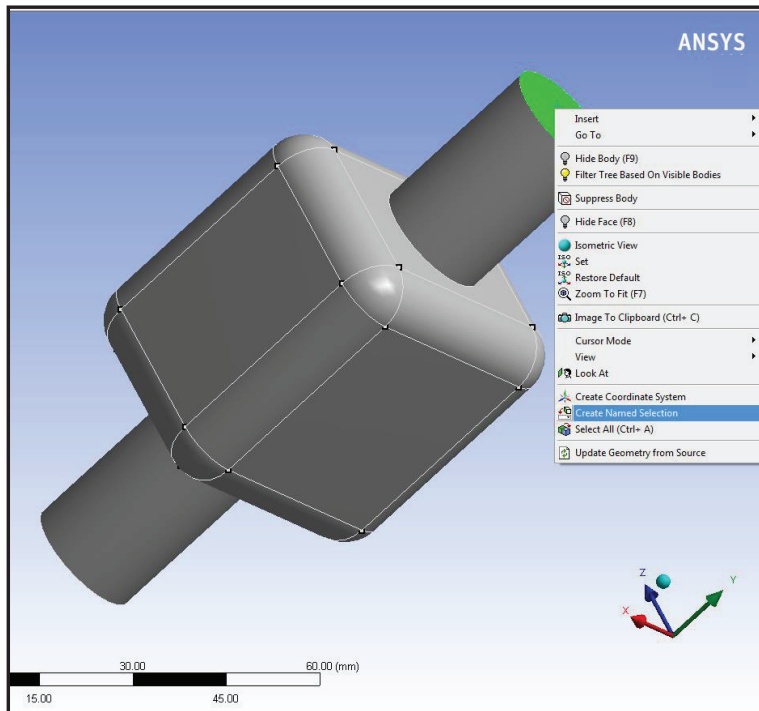 ANSYS
Insert
Go To
Hide Body (F9)
Filter Tree Based On Visible Bodies
Suppress Body
Hide Face (F8)
Isometric View
ISO Set
ISO Restore Default
Zoom To Fit (F7)
Image To Clipboard (Ctrl+ C)
Cursor Mode
View
Look At
Create Coordinate System
Create Named Selection
Select All (Ctrl+ A)
Update Geometry from Source
Z
Y
X
30.00 60.00 (mm)
15.00 45.00